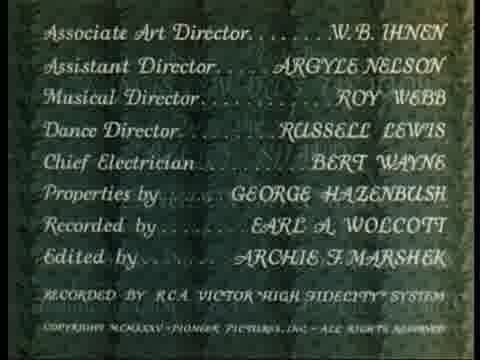 Associate Art Director....... W. B. IHNEN
Assistant Director..... ARGYLE NELSON
Musical Director.......... ROY WEBB
Dance Director........ RUSSELL LEWIS
Chief Electrician......... BERT WAYNE
Properties by...... GEORGE HAZENBUSH
Recorded by....... EARL A. WOLCOTT
Edited by....... ARCHIE F. MARSHEK
RECORDED BY RCA VICTOR "HIGH FIDELITY" SYSTEM
COPYRIGHT MCMXXXV - PIONEER PICTURES, INC. - ALL RIGHTS RESERVED